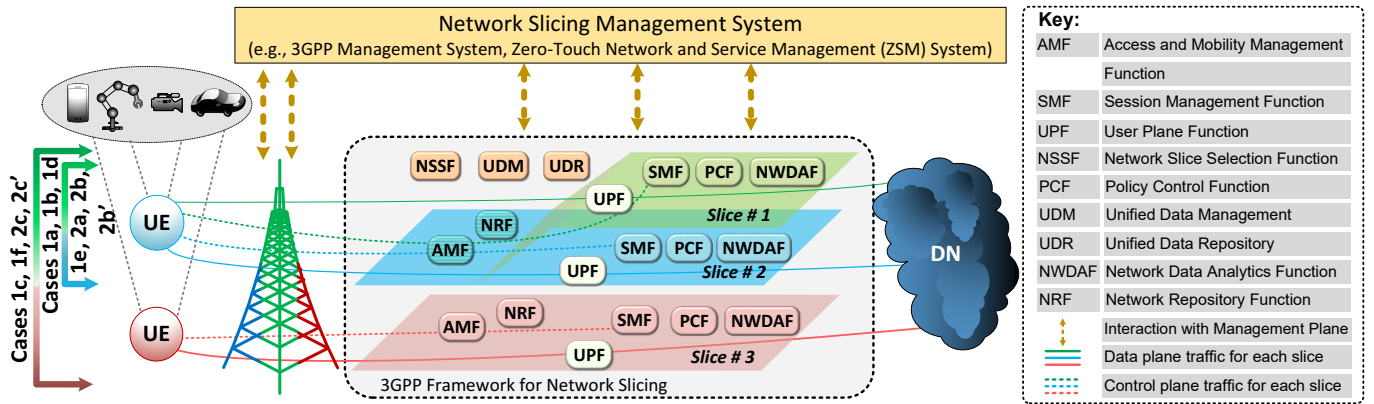 Network Slicing Management System
(e.g., 3GPP Management System, Zero-Touch Network and Service Management (ZSM) System)
Cases 1c, 1f, 2c, 2c’
Cases 1a, 1b, 1d
1e, 2a, 2b,
2b’
UE
UE
NSSF
UDM
UDR
SMF
PCF
NWDAF
UPF
Slice # 1
NRF
AMF
SMF
PCF
NWDAF
UPF
Slice # 2
NRF
AMF
SMF
PCF
NWDAF
UPF
Slice # 3
3GPP Framework for Network Slicing
DN
Key:
AMF Access and Mobility Management
Function
SMF Session Management Function
UPF User Plane Function
NSSF Network Slice Selection Function
PCF Policy Control Function
UDM Unified Data Management
UDR Unified Data Repository
NWDAF Network Data Analytics Function
NRF Network Repository Function
Interaction with Management Plane
Data plane traffic for each slice
Control plane traffic for each slice